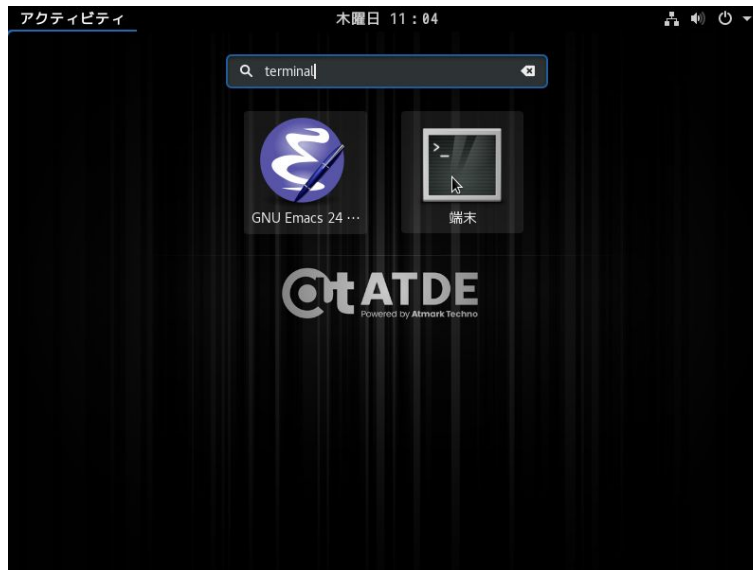 アクティビティ
木曜日 11：04
terminal
GNU Emacs 24 …
端末
at ATDE
Powered by Atmark Techno